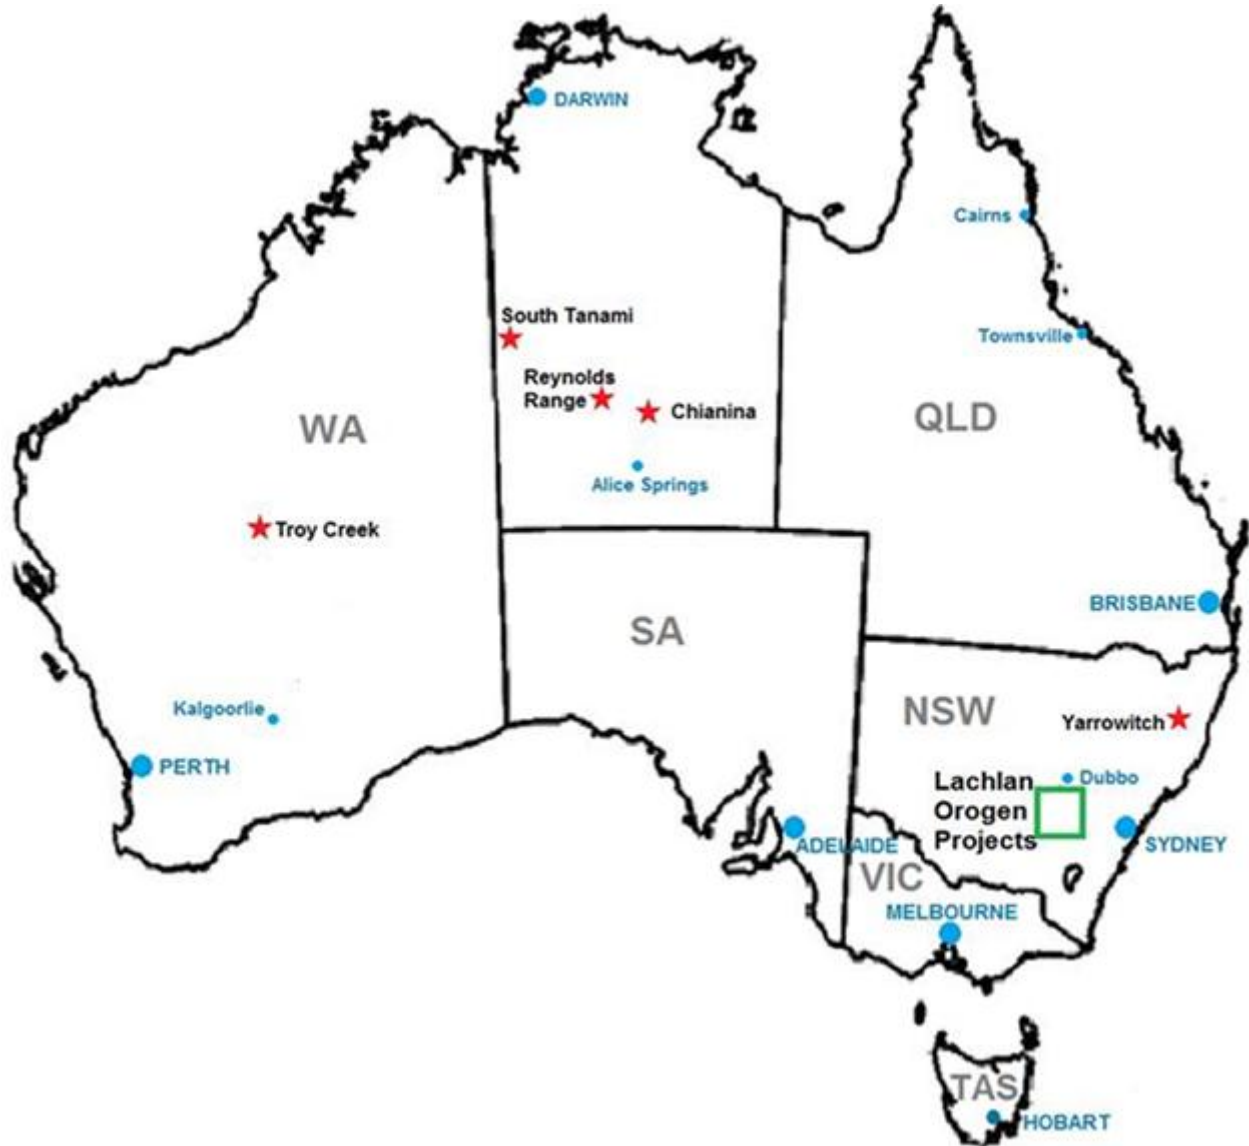 DARWIN
Cairns
South Tanami
Townsville
Reynolds
Range
Chianina
WA
QLD
Alice Springs
Troy Creek
BRISBANE
SA
NSW
Kalgoorlie
Yarrowitch
PERTH
Dubbo
Lachlan
Orogen
Projects
ADELAIDE
SYDNEY
VIC
MELBOURNE
TAS
HOBART